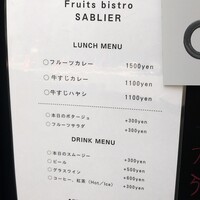 Fruits bistro
SABLIER
LUNCH MENU
○フルーツカレー 1500yen
○牛すじカレー 1100yen
○牛すじハヤシ 1100yen
○本日のポタージュ +300yen
○フルーツサラダ +300yen
DRINK MENU
○本日のスムージー +300yen
○ビール +500yen
○グラスワイン +600yen
○コーヒー、紅茶 (Hot/Ice) +300yen